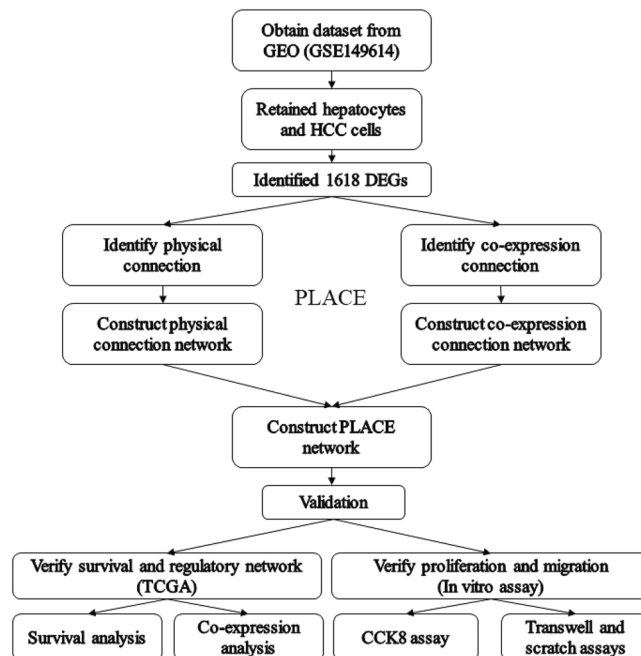 Obtain dataset from
GEO (GSE149614)
Retained hepatocytes
and HCC cells
Identified 1618 DEGs
Identify physical
connection
Identify co-expression
connection
PLACE
Construct physical
connection network
Construct co-expression
connection network
Construct PLACE
network
Validation
Verify survival and regulatory network
(TCGA)
Verify proliferation and migration
(In vitro assay)
Survival analysis
Co-expression
analysis
CCK8 assay
Transwell and
scratch assays